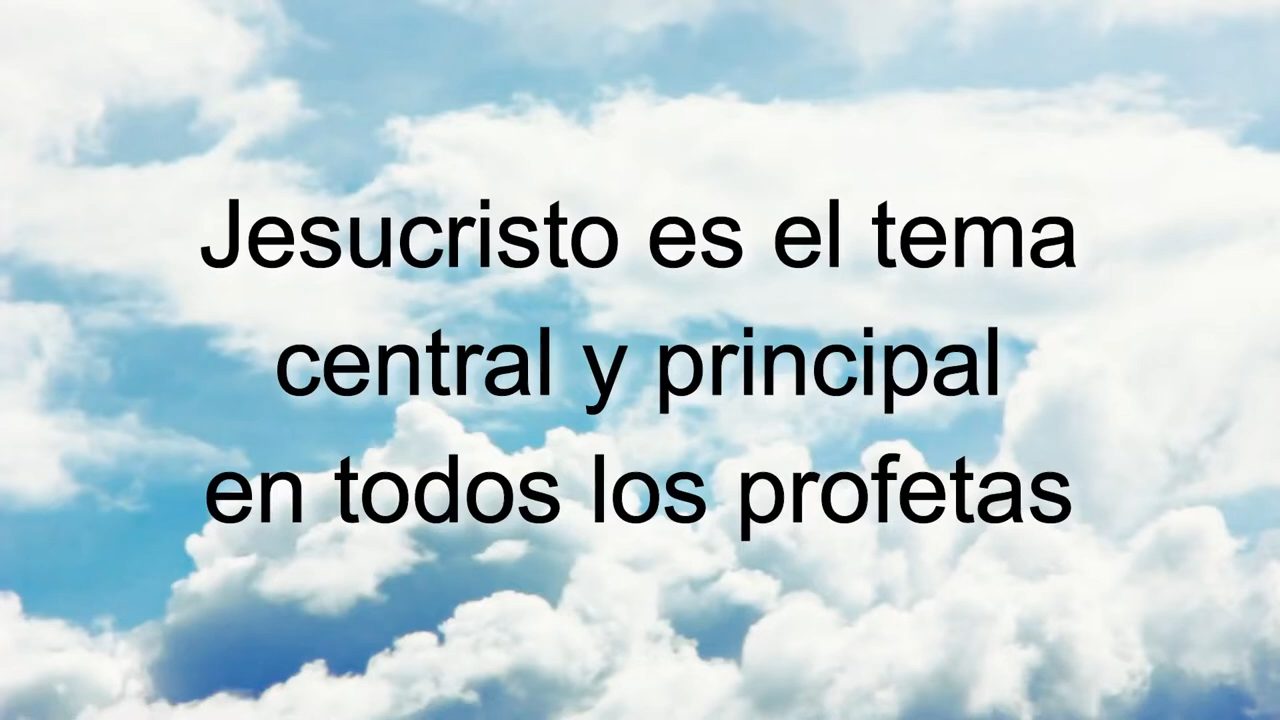 Jesucristo es el tema
central y principal
en todos los profetas